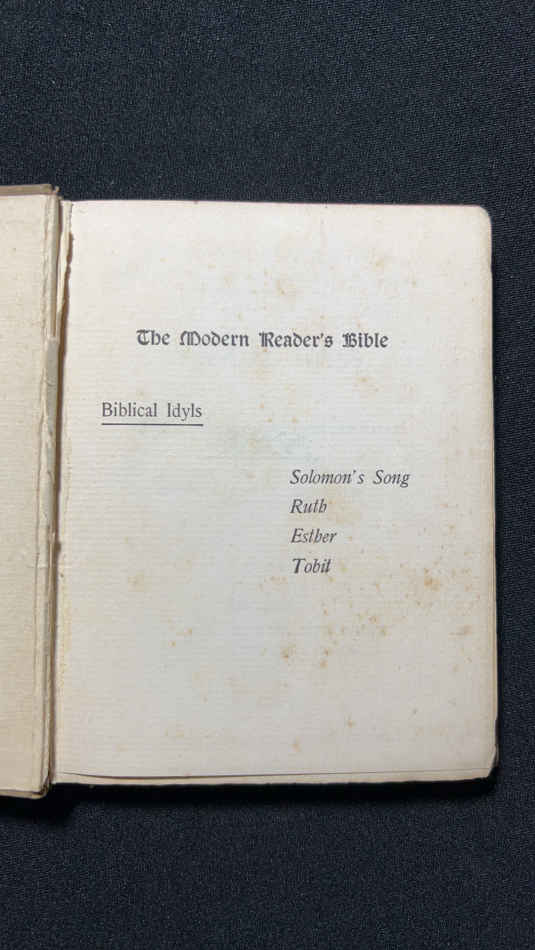 The Modern Reader's Bible
Biblical Idyls
Solomon's Song
Ruth
Esther
Tobit